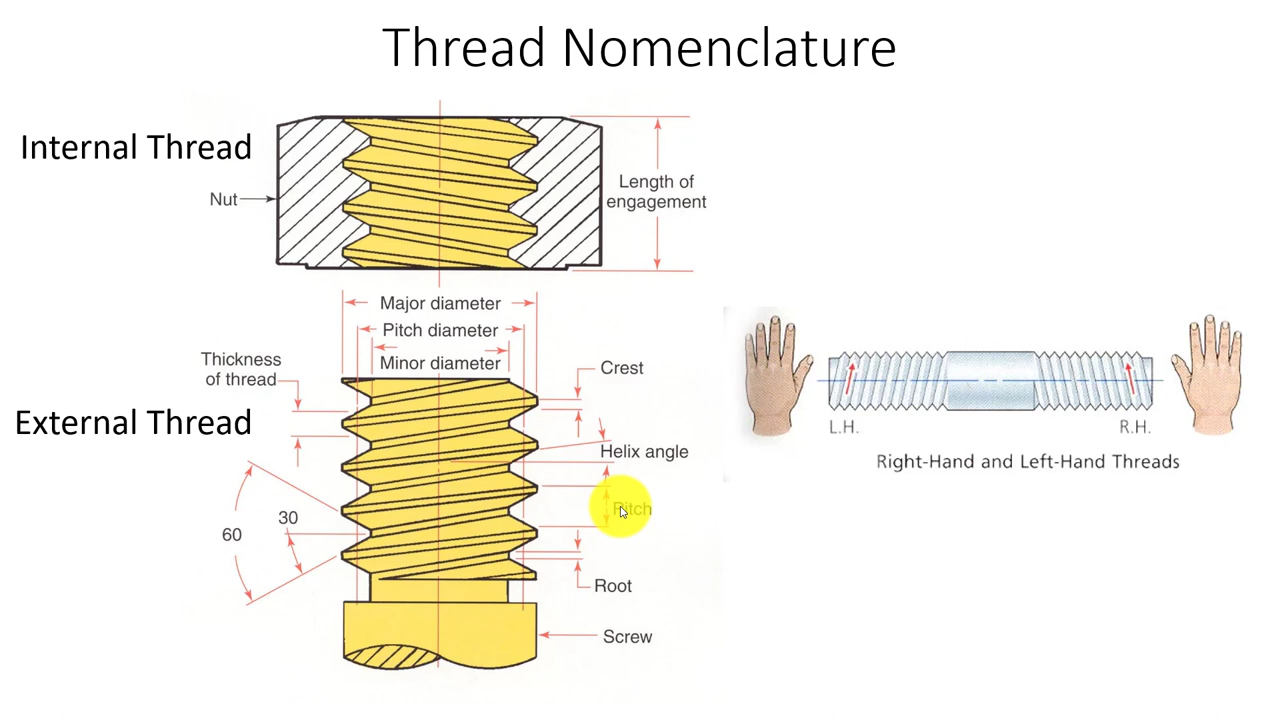 Thread Nomenclature
Internal Thread
Nut
Length of
engagement
Major diameter
Pitch diameter
Minor diameter
Thickness
of thread
Crest
External Thread
Helix angle
Pitch
30
60
Root
Screw
L.H.
R.H.
Right-Hand and Left-Hand Threads